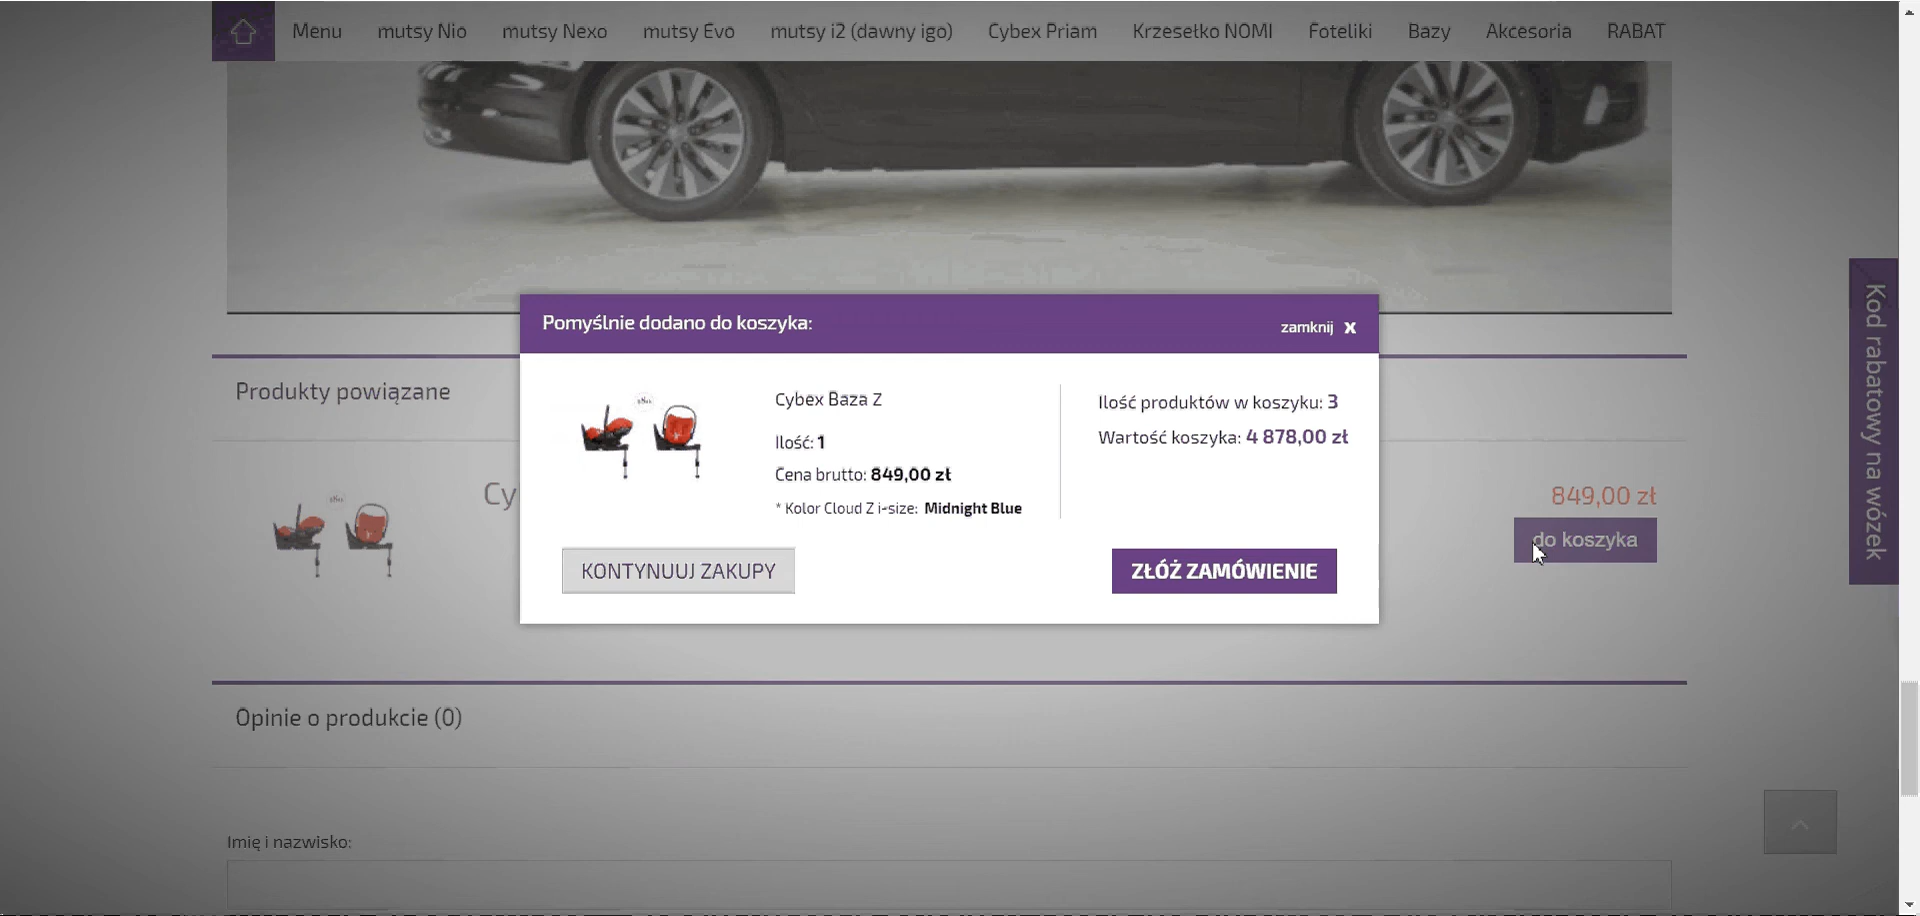 Menu mutsy Nio mutsy Nexo mutsy Evo mutsy i2 (dawny igo) Cybex Priam Krzesełko NOMI Foteliki Bazy Akcesoria RABAT
Kod rabatowy na wózek
Pomyślnie dodano do koszyka:
zamknij x
Produkty powiązane
Cybex Baza Z
Ilość: 1
Cena brutto: 849,00 zł
* Kolor Cloud Z i-size: Midnight Blue
Ilość produktów w koszyku: 3
Wartość koszyka: 4 878,00 zł
Cy
849,00 zł
do koszyka
KONTYNUUJ ZAKUPY
ZŁÓŻ ZAMÓWIENIE
Opinie o produkcie (0)
Imię i nazwisko: